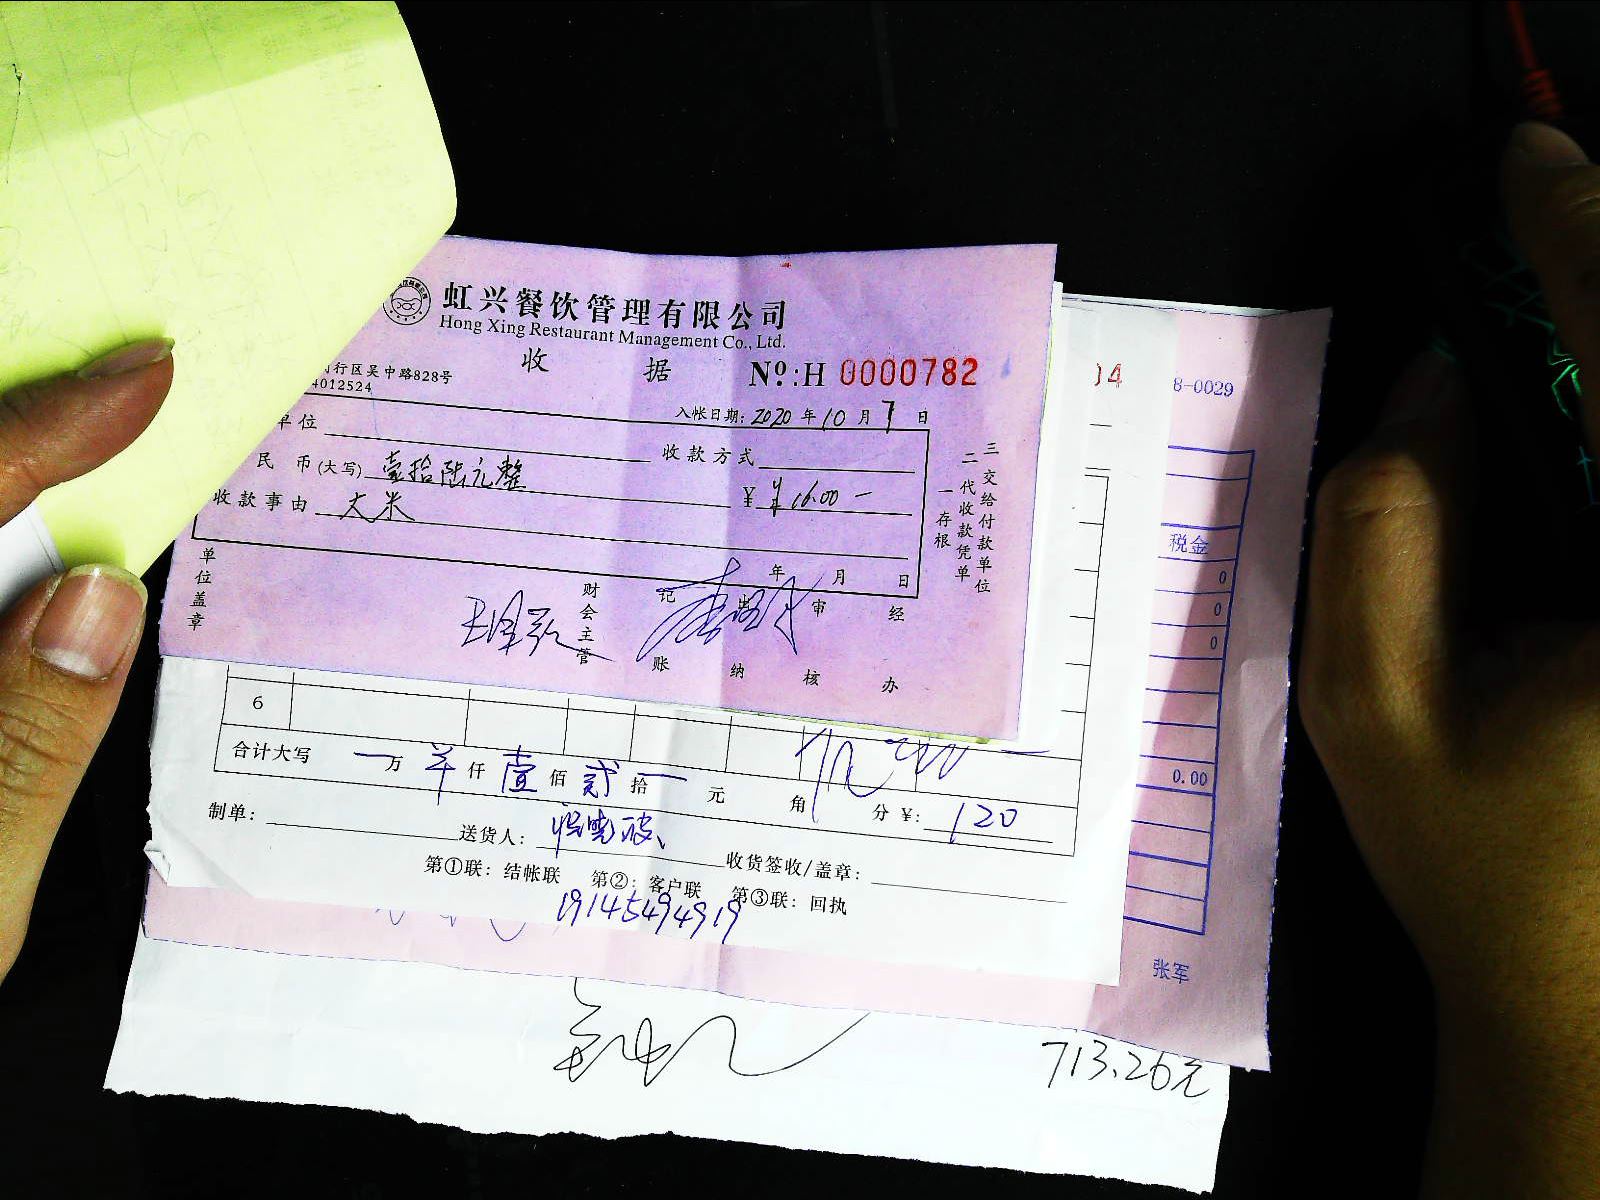 虹兴餐饮管理有限公司
Hong Xing Restaurant Management Co., Ltd.
收据 Nº:H 0000782
行区吴中路828号
4012524
入帐日期: 2020 年 10 月 7 日
单位 收款方式
民币(大写) 壹拾陆元整 ¥ ¥16.00-
收款事由 大米
年 月 日
一存根
二代收款凭单
三交给付款单位
单位盖章
财会主管
记账
出纳
审核
经办
04
8-0029
税金
0
0
0
0.00
6
合计大写 一万 仟 壹佰 贰拾 一元 角 分 ¥: 120
制单: 送货人: 收货签收/盖章:
第①联: 结帐联 第②: 客户联 第③联: 回执
19145494919
张军
713.26元